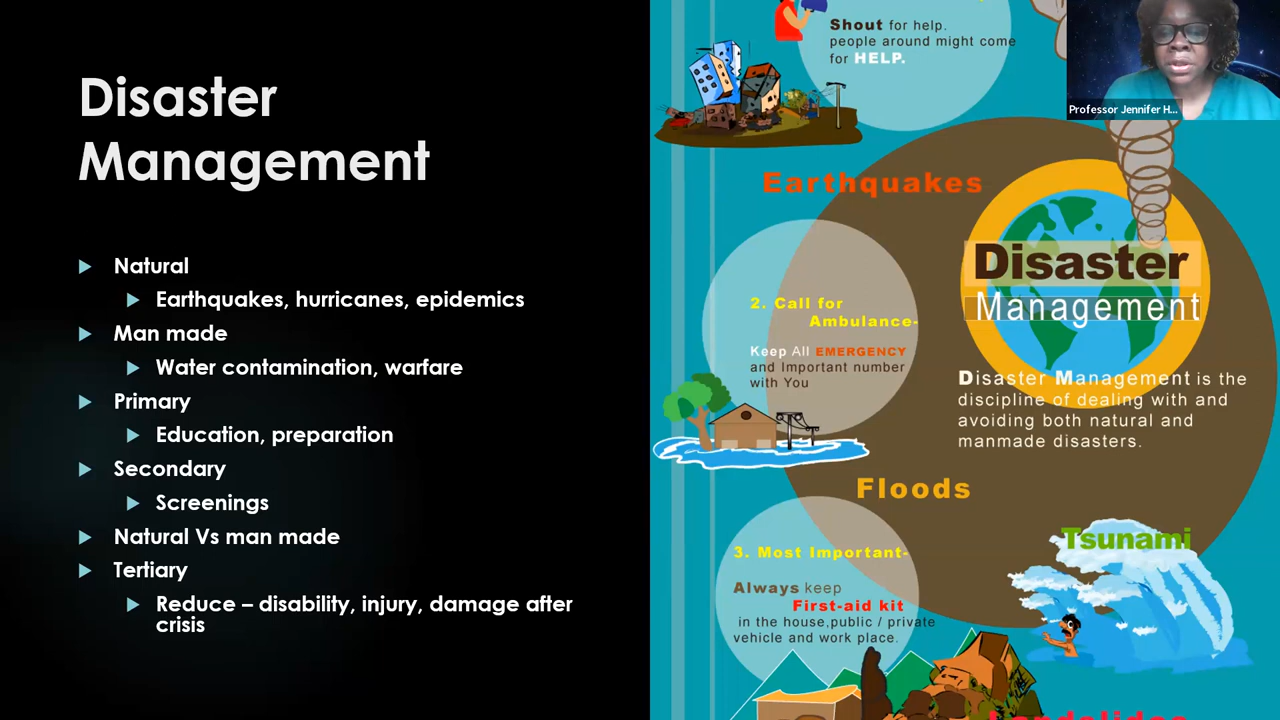 Disaster
Management
Natural
Earthquakes, hurricanes, epidemics
Man made
Water contamination, warfare
Primary
Education, preparation
Secondary
Screenings
Natural Vs man made
Tertiary
Reduce – disability, injury, damage after
crisis
Shout for help.
people around might come
for HELP.
Professor Jennifer H...
Earthquakes
Disaster
Management
2. Call for
Ambulance-
Keep All EMERGENCY
and Important number
with You
Disaster Management is the
discipline of dealing with and
avoiding both natural and
manmade disasters.
Floods
Tsunami
3. Most Important-
Always keep
First-aid kit
in the house,public / private
vehicle and work place.
Landslides